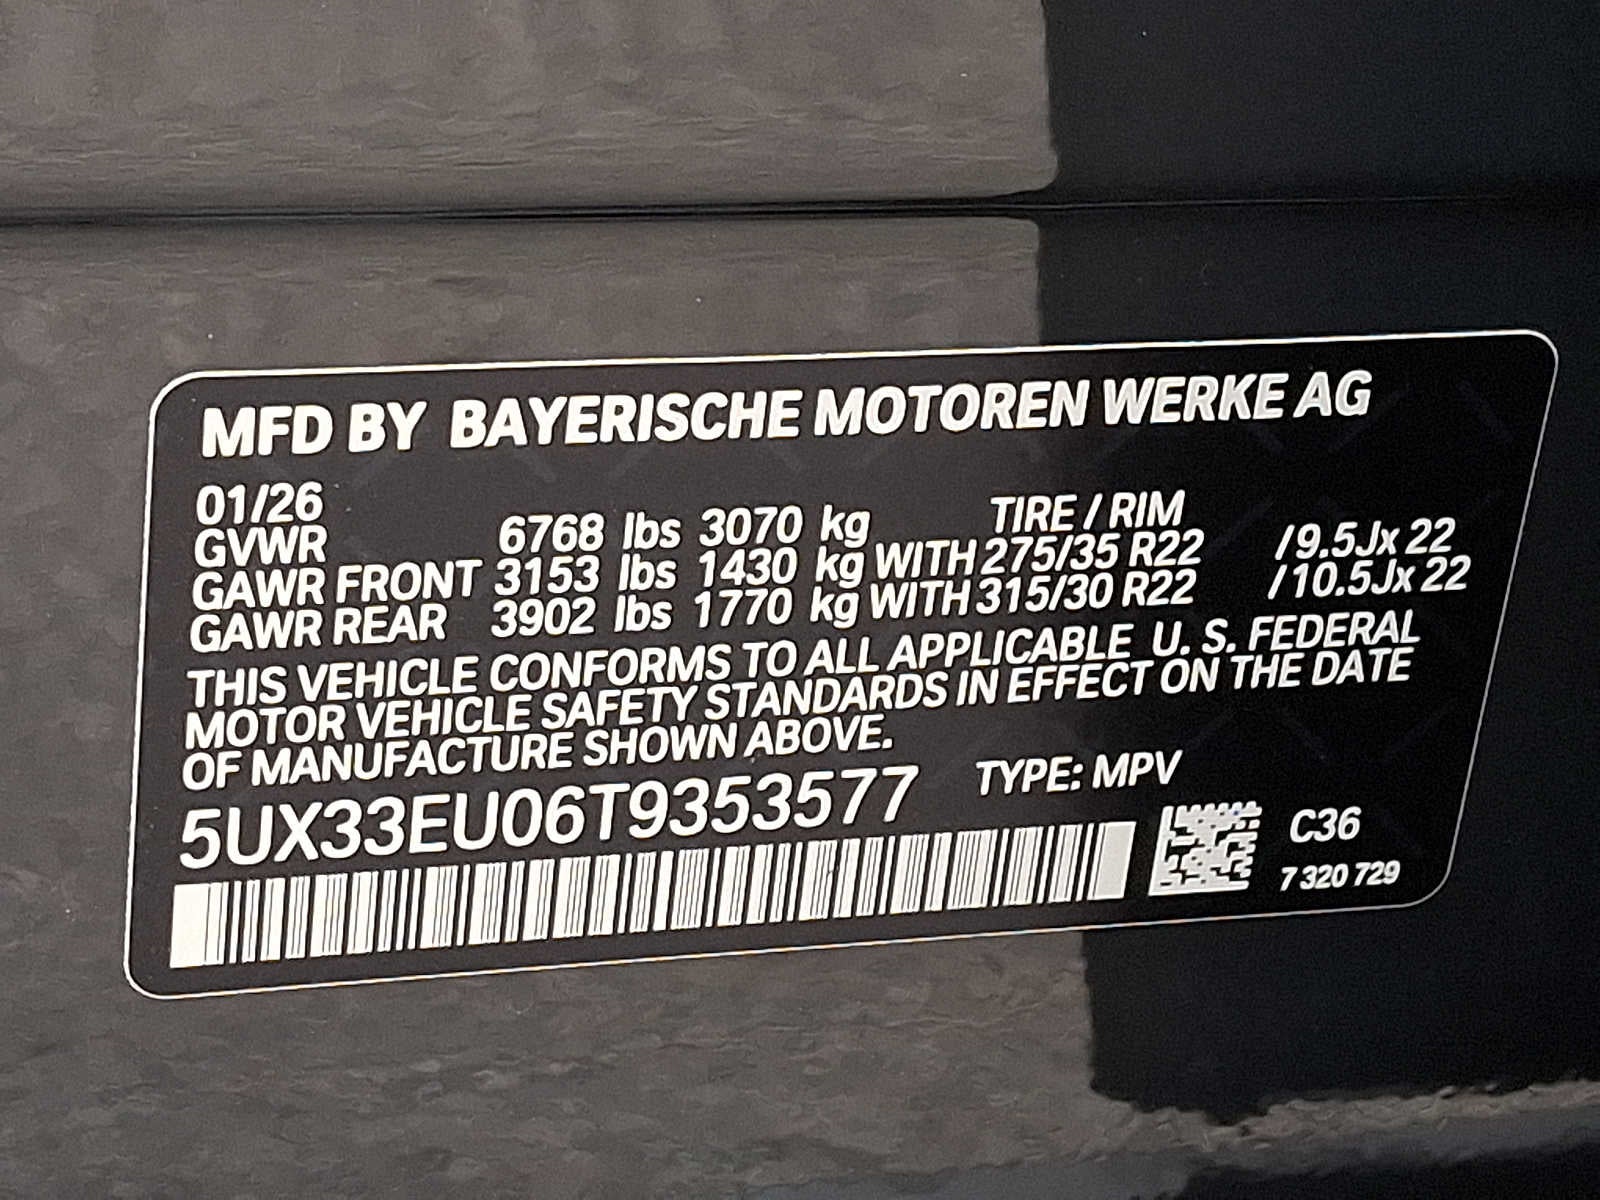 MFD BY BAYERISCHE MOTOREN WERKE AG
01/26 TIRE / RIM
GVWR 6768 lbs 3070 kg
GAWR FRONT 3153 lbs 1430 kg WITH 275/35 R22 /9.5Jx 22
GAWR REAR 3902 lbs 1770 kg WITH 315/30 R22 /10.5Jx 22
THIS VEHICLE CONFORMS TO ALL APPLICABLE U. S. FEDERAL
MOTOR VEHICLE SAFETY STANDARDS IN EFFECT ON THE DATE
OF MANUFACTURE SHOWN ABOVE.
5UX33EU06T9353577 TYPE: MPV
C36
7 320 729